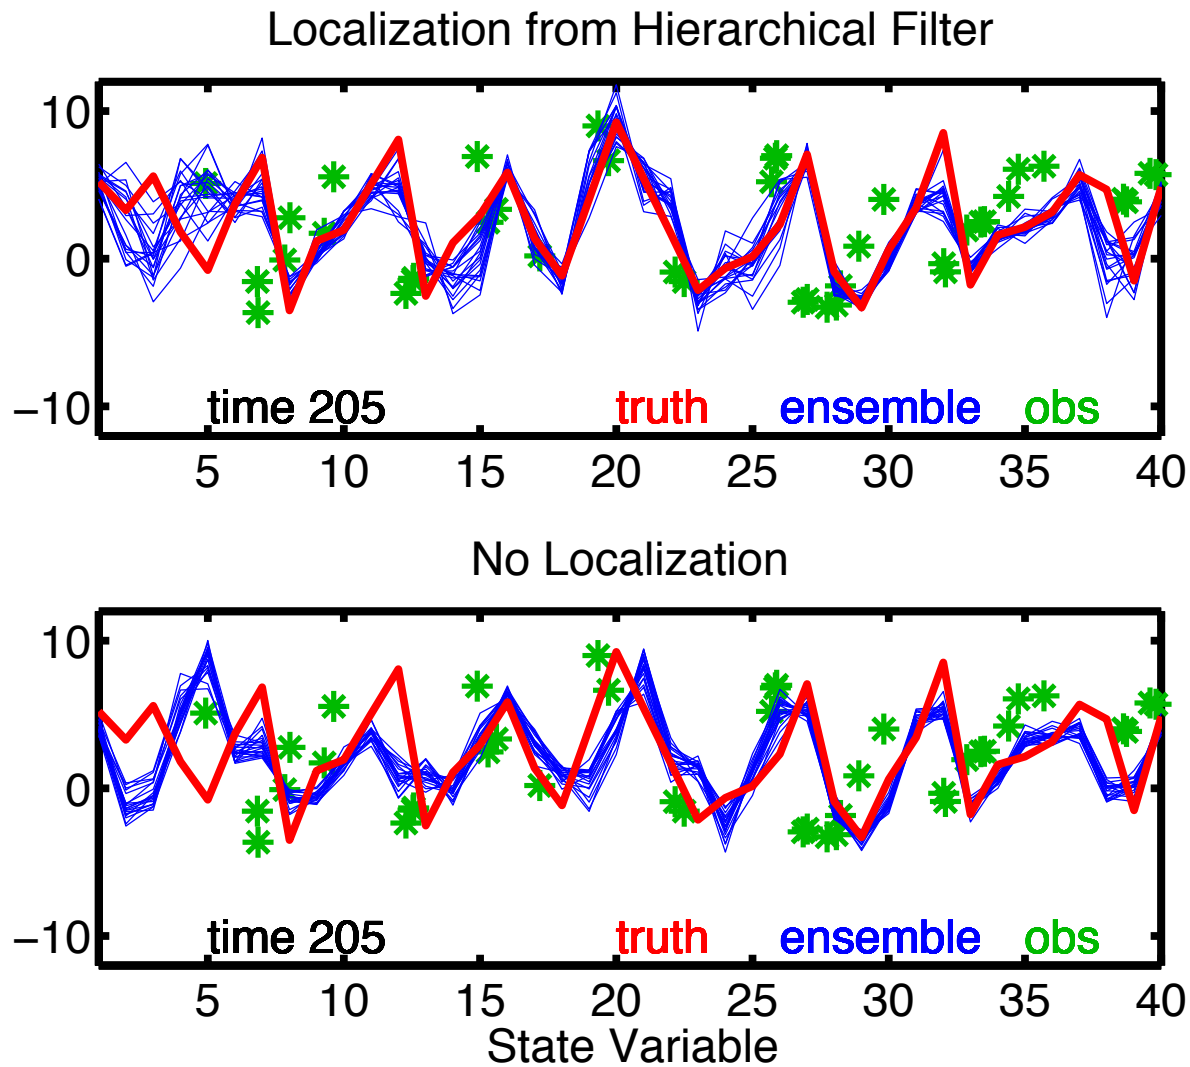 Localization from Hierarchical Filter
10
0
−10
time 205 truth ensemble obs
5 10 15 20 25 30 35 40
No Localization
10
0
−10
time 205 truth ensemble obs
5 10 15 20 25 30 35 40
State Variable